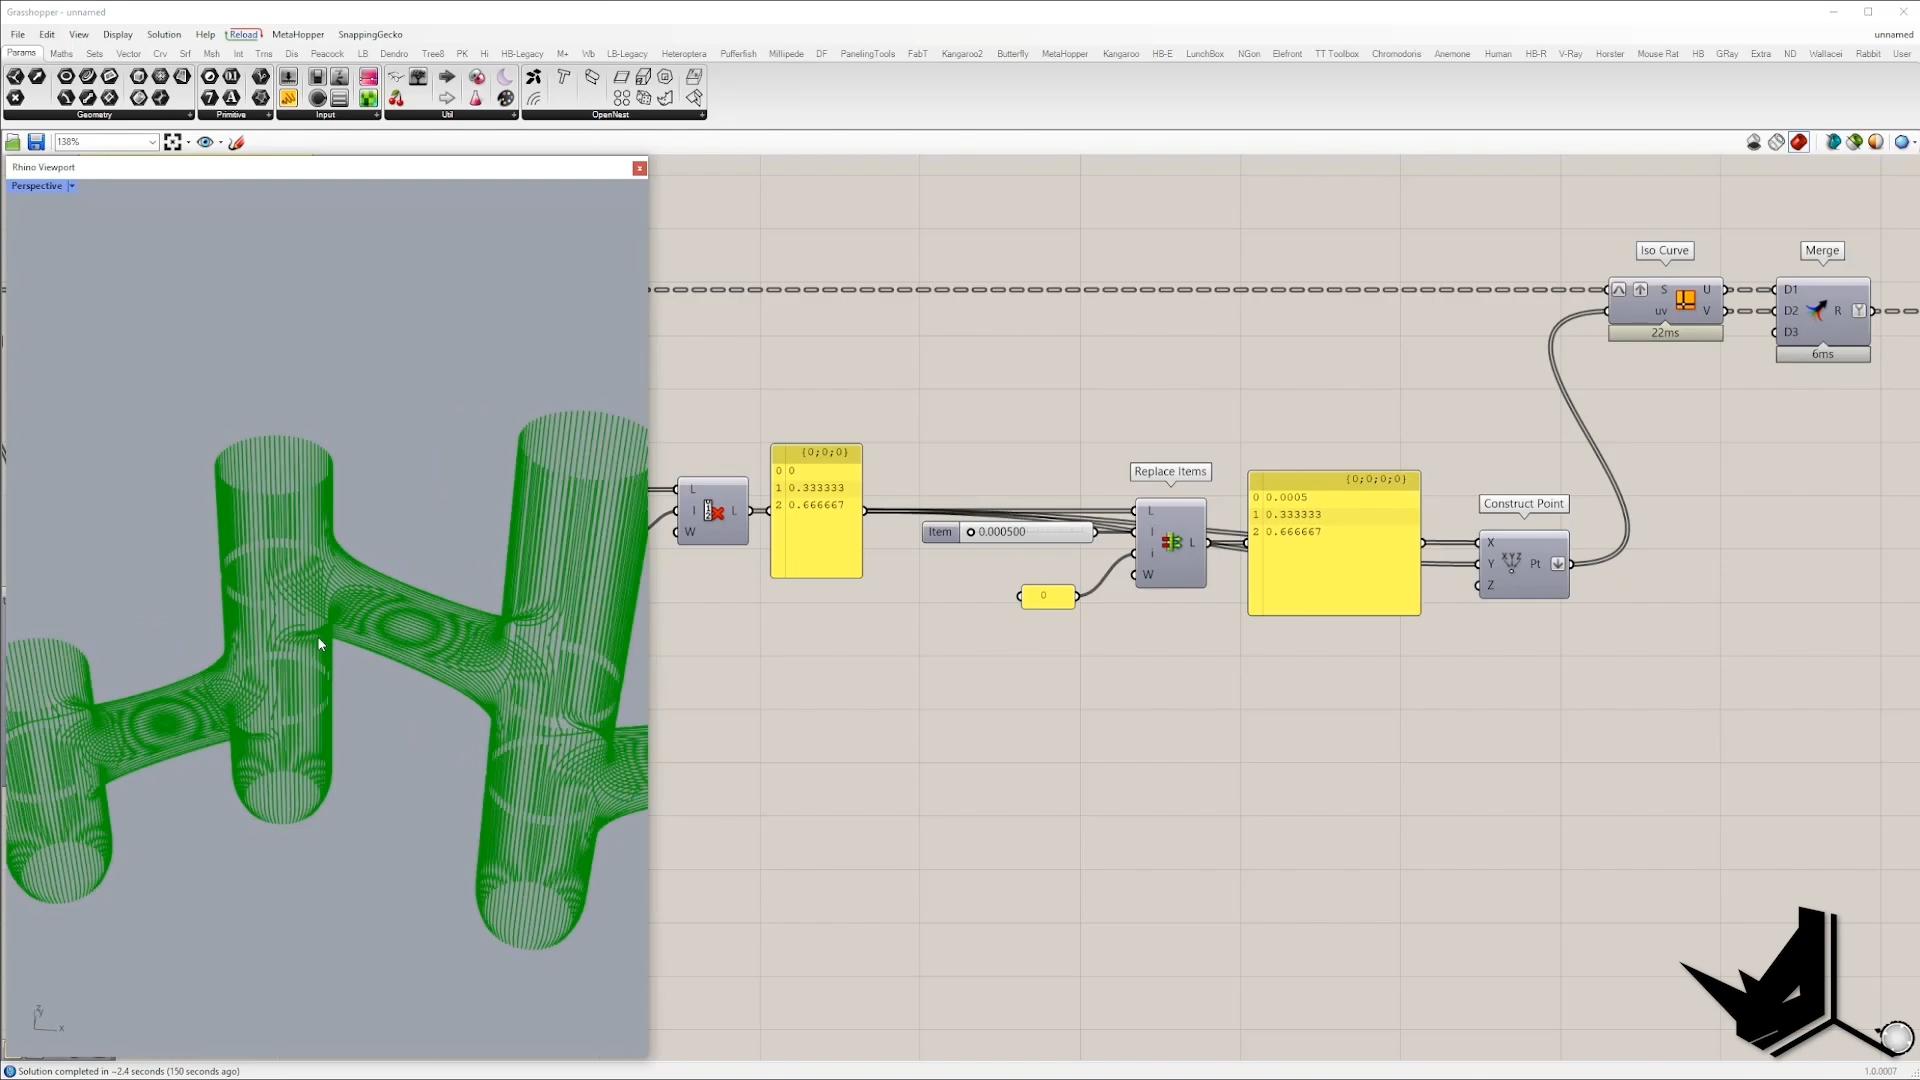 Grasshopper - unnamed
File Edit View Display Solution Help Reload MetaHopper SnappingGecko
unnamed
Params Maths Sets Vector Crv Srf Msh Int Trns Dis Peacock LB Dendro Tree8 PK Hi HB-Legacy M+ Wb LB-Legacy Heteroptera Pufferfish Millipede DF PanelingTools FabT Kangaroo2 Butterfly MetaHopper Kangaroo HB-E LunchBox NGon Elefront TT Toolbox Chromodoris Anemone Human HB-R V-Ray Horster Mouse Rat HB GRay Extra ND Wallacei Rabbit User
Geometry Primitive Input Util OpenNest
138%
Rhino Viewport
Perspective
Iso Curve
Merge
S U
uv V
22ms
D1
D2 R
D3
6ms
L
I L
W
{0;0;0}
0 0
1 0.333333
2 0.666667
Item 0.000500
0
Replace Items
L
I
i L
W
{0;0;0;0}
0 0.0005
1 0.333333
2 0.666667
Construct Point
X
Y XYZ Pt
Z
z
y
x
Solution completed in ~2.4 seconds (150 seconds ago)
1.0.0007